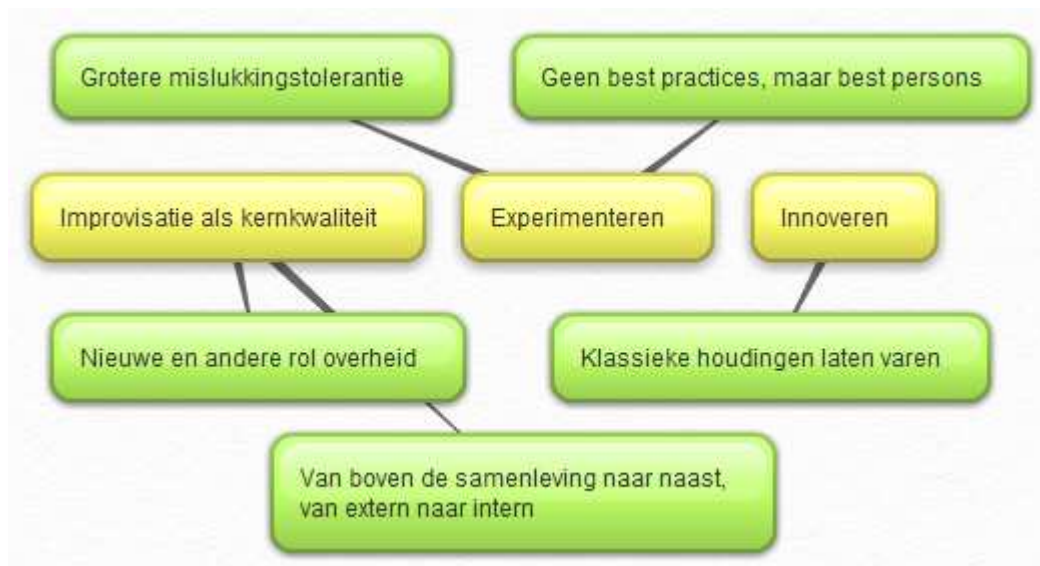 Grotere mislukkingstolerantie
Geen best practices, maar best persons
Improvisatie als kernkwaliteit
Experimenteren
Innoveren
Nieuwe en andere rol overheid
Klassieke houdingen laten varen
Van boven de samenleving naar naast,
van extern naar intern